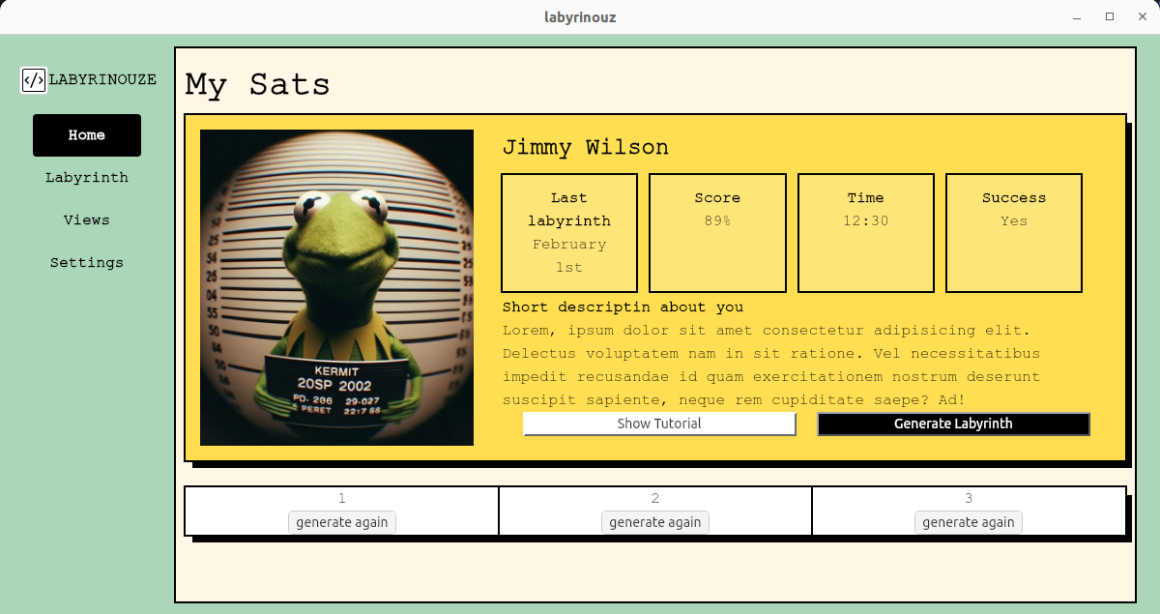 labyrinouz
</> LABYRINOUZE
Home
Labyrinth
Views
Settings
My Sats
KERMIT
20SP 2002
PD- 206 29-027
PERET 2217
Jimmy Wilson
Last
labyrinth
February
1st
Score
89%
Time
12:30
Success
Yes
Short descriptin about you
Lorem, ipsum dolor sit amet consectetur adipisicing elit.
Delectus voluptatem nam in sit ratione. Vel necessitatibus
impedit recusandae id quam exercitationem nostrum deserunt
suscipit sapiente, neque rem cupiditate saepe? Ad!
Show Tutorial
Generate Labyrinth
1
generate again
2
generate again
3
generate again